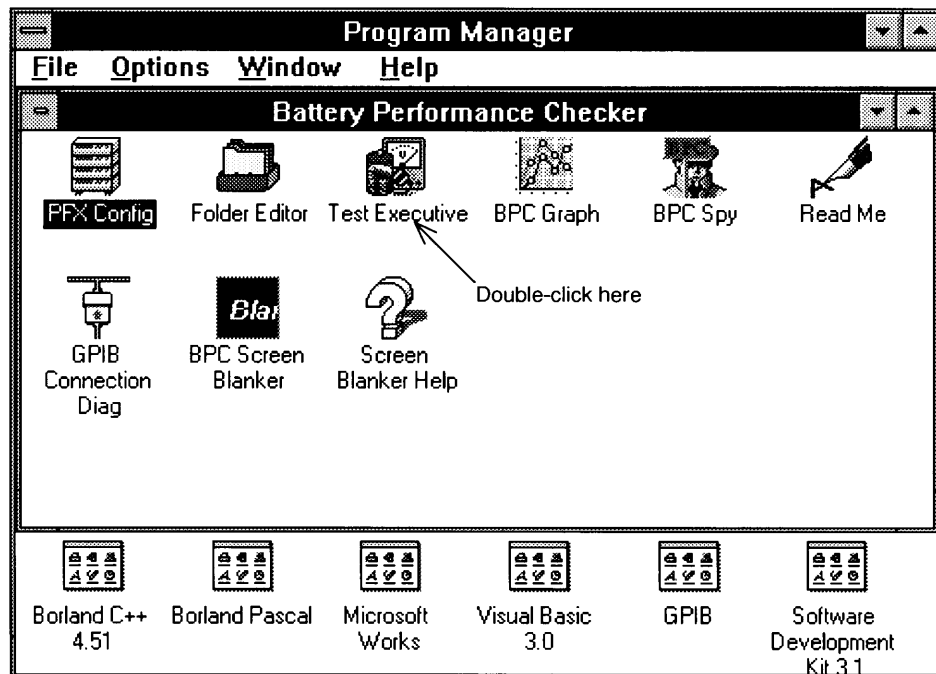 Program Manager
File Options Window Help
Battery Performance Checker
PFX Config
Folder Editor
Test Executive
BPC Graph
BPC Spy
Read Me
Double-click here
GPIB
Connection
Diag
Blar
BPC Screen
Blanker
Screen
Blanker Help
Borland C++
4.51
Borland Pascal
Microsoft
Works
Visual Basic
3.0
GPIB
Software
Development
Kit 3.1